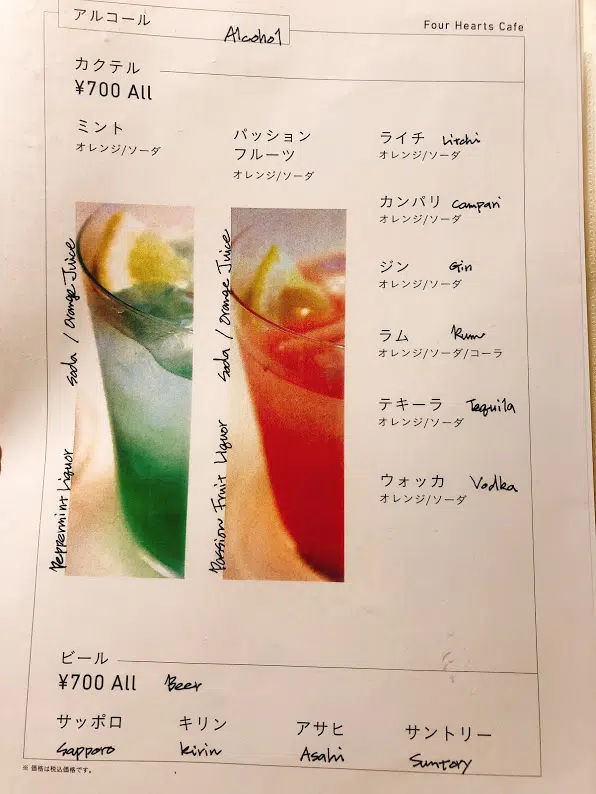 アルコール
Alcohol
Four Hearts Cafe
カクテル
¥700 All
ミント
オレンジ/ソーダ
パッション
フルーツ
オレンジ/ソーダ
Peppermint Liquor soda / Orange Juice
Passion Fruit Liquor soda / Orange Juice
ライチ Litchi
オレンジ/ソーダ
カンパリ Campari
オレンジ/ソーダ
ジン Gin
オレンジ/ソーダ
ラム Rum
オレンジ/ソーダ/コーラ
テキーラ Tequila
オレンジ/ソーダ
ウォッカ Vodka
オレンジ/ソーダ
ビール
¥700 All Beer
サッポロ キリン アサヒ サントリー
Sapporo kirin Asahi Suntory
※ 価格は税込価格です。